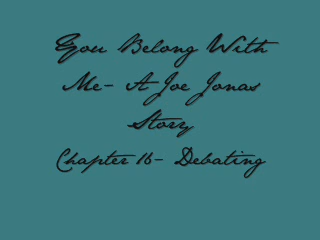 You Belong With
Me- A Joe Jonas
Story
Chapter 16- Debating